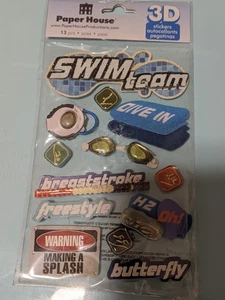 Paper House
www.PaperHouseProductions.com
3D
stickers
autocollants
pegatinas
SWIM
team
GIVE IN
breaststroke
freestyle
H2
Oh!
WARNING
MAKING A
SPLASH
butterfly